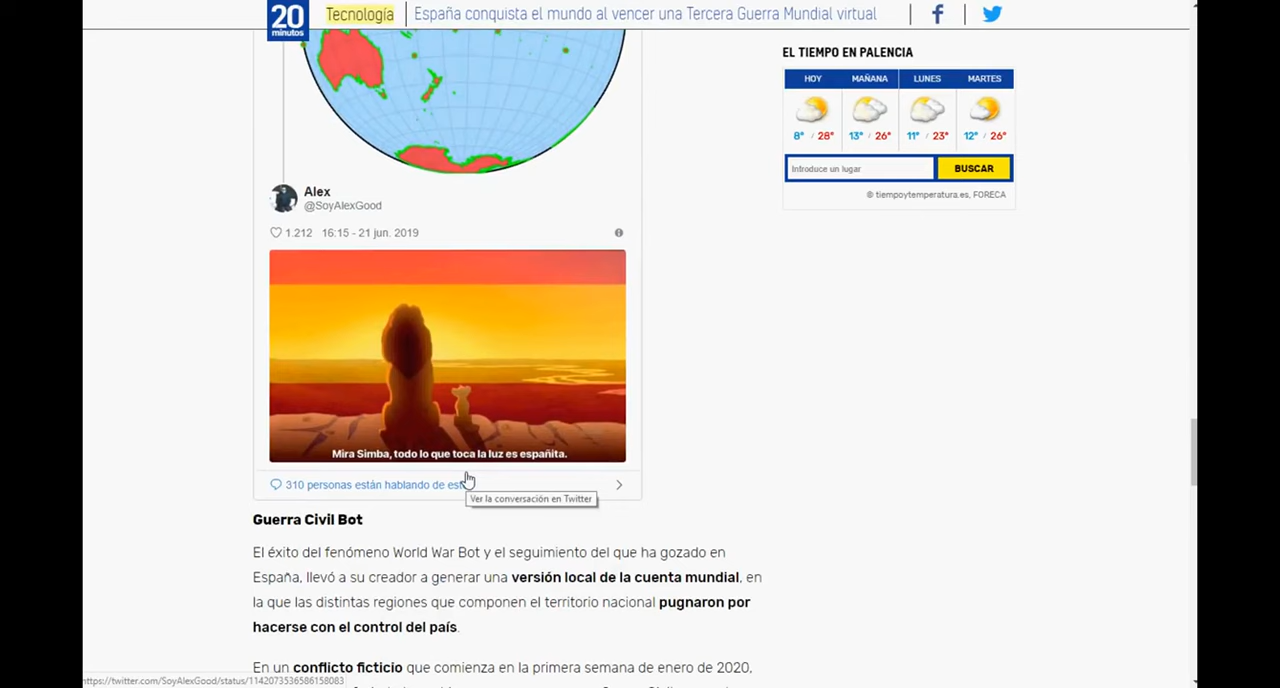 20
minutos
Tecnología
España conquista el mundo al vencer una Tercera Guerra Mundial virtual
EL TIEMPO EN PALENCIA
HOY MAÑANA LUNES MARTES
8° / 28° 13° / 26° 11° / 23° 12° / 26°
Introduce un lugar BUSCAR
© tiempoytemperatura.es, FORECA
Alex
@SoyAlexGood
1.212 16:15 - 21 jun. 2019
Mira Simba, todo lo que toca la luz es españita.
310 personas están hablando de est
Ver la conversación en Twitter
Guerra Civil Bot
El éxito del fenómeno World War Bot y el seguimiento del que ha gozado en
España, llevó a su creador a generar una versión local de la cuenta mundial, en
la que las distintas regiones que componen el territorio nacional pugnaron por
hacerse con el control del país.
En un conflicto ficticio que comienza en la primera semana de enero de 2020,
https://twitter.com/SoyAlexGood/status/1142073536586158083